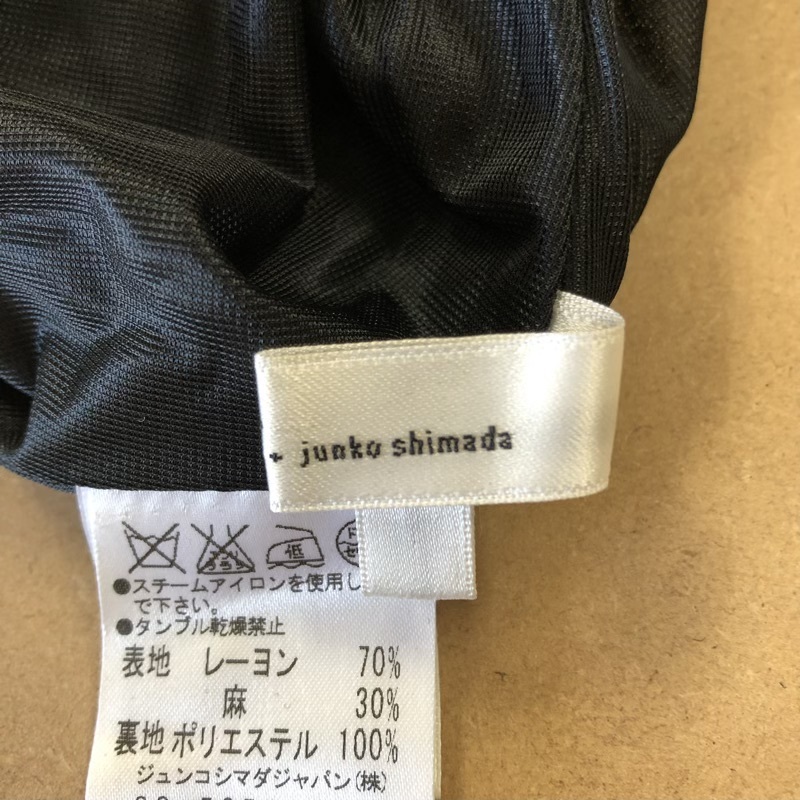 + junko shimada
低
●スチームアイロンを使用し
で下さい。
●タンブル乾燥禁止
表地 レーヨン 70%
麻 30%
裏地 ポリエステル 100%
ジュンコシマダジャパン(株)